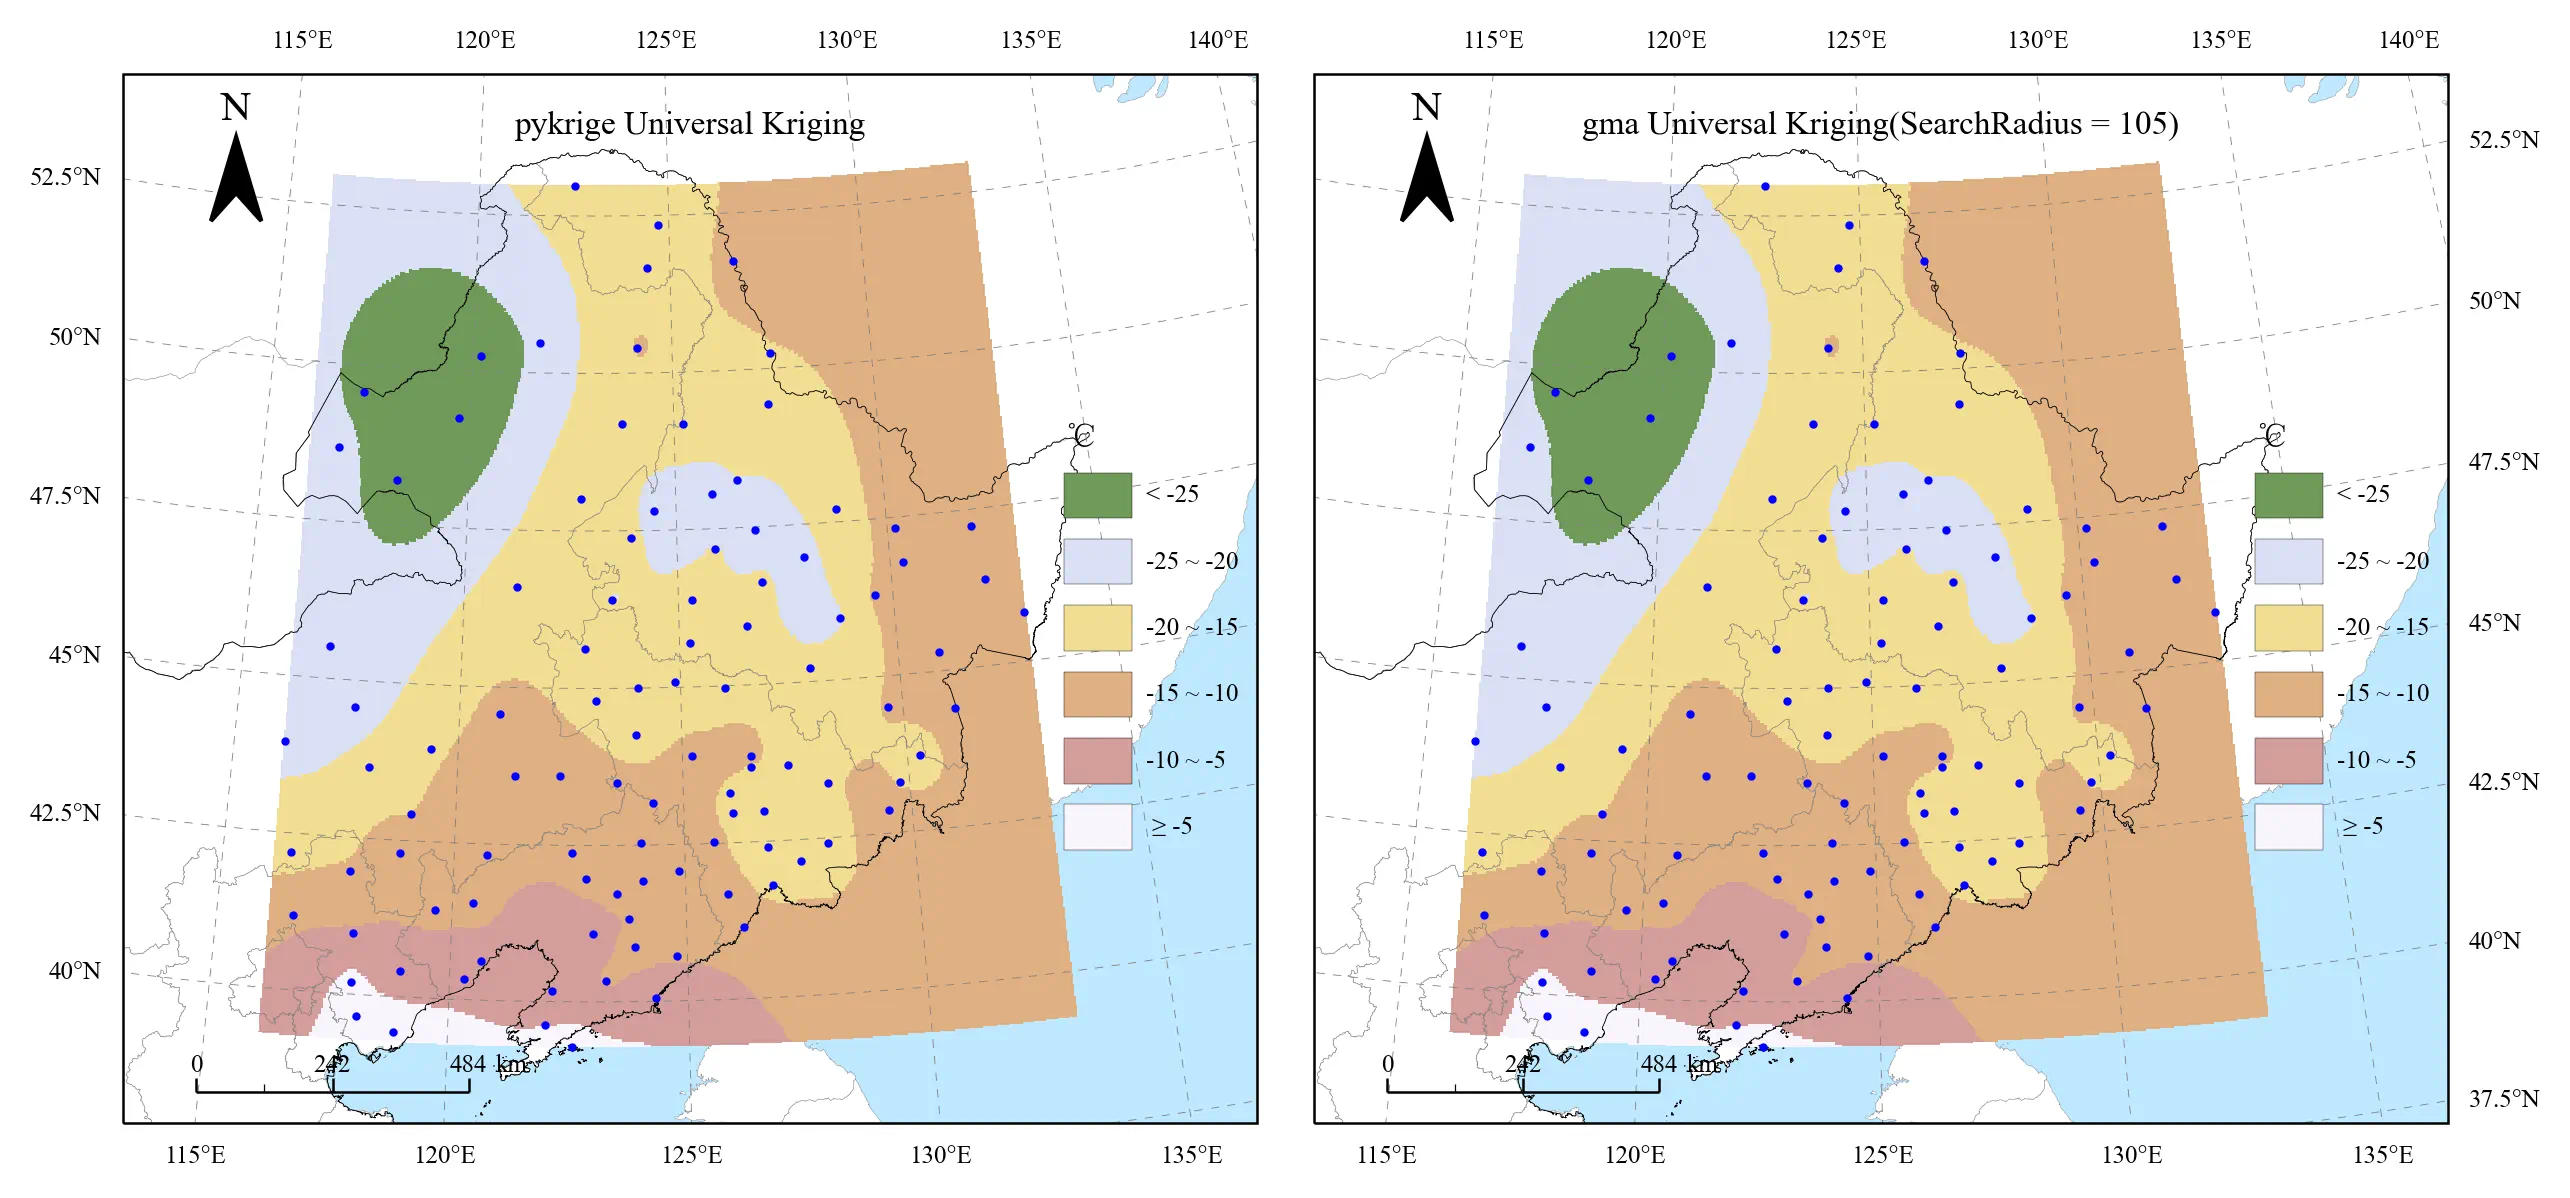 115°E 120°E 125°E 130°E 135°E 140°E
115°E 120°E 125°E 130°E 135°E 140°E
N
pykrige Universal Kriging
N
gma Universal Kriging(SearchRadius = 105)
52.5°N
50°N
47.5°N
45°N
42.5°N
40°N
°C
< -25
-25 ~ -20
-20 ~ -15
-15 ~ -10
-10 ~ -5
≥ -5
0 242 484 km
°C
< -25
-25 ~ -20
-20 ~ -15
-15 ~ -10
-10 ~ -5
≥ -5
0 242 484 km
52.5°N
50°N
47.5°N
45°N
42.5°N
40°N
37.5°N
115°E 120°E 125°E 130°E 135°E
115°E 120°E 125°E 130°E 135°E